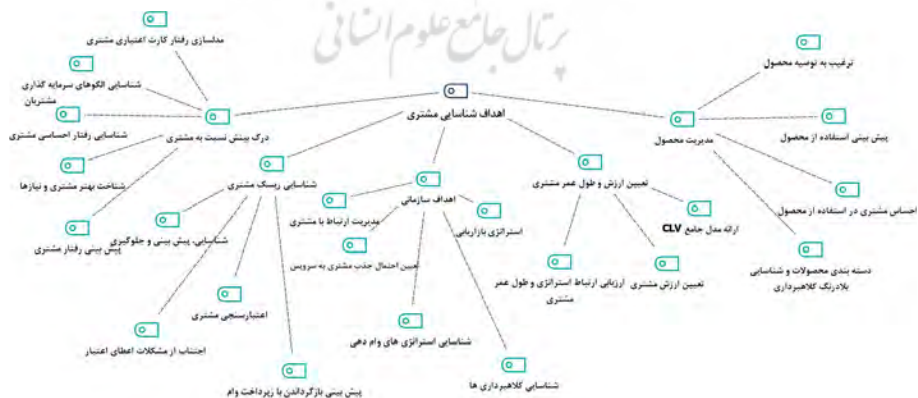 پرتال جامع علوم انسانی
مدلسازی رفتار کارت اعتباری مشتری
ترغیب به توصیه محصول
شناسایی الگوهای سرمایه گذاری
مشتریان
اهداف شناسایی مشتری
شناسایی رفتار احساسی مشتری
درک بینش نسبت به مشتری
مدیریت محصول
پیش بینی استفاده از محصول
شناخت بهتر مشتری و نیازها
شناسایی ریسک مشتری
اهداف سازمانی
تعیین ارزش و طول عمر مشتری
احساس مشتری در استفاده از محصول
مدیریت ارتباط با مشتری
استراتژی بازاریابی
ارائه مدل جامع CLV
پیش بینی رفتار مشتری
شناسایی، پیش بینی و جلوگیری
تعیین احتمال جذب مشتری به سرویس
ارزیابی ارتباط استراتژی و طول عمر
مشتری
تعیین ارزش مشتری
دسته بندی محصولات و شناسایی
بلادرنگ کلاهبرداری
اعتبارسنجی مشتری
اجتناب از مشکلات اعطای اعتبار
شناسایی استراتژی های وام دهی
پیش بینی بازگرداندن با زپرداخت وام
شناسایی کلاهبرداری ها